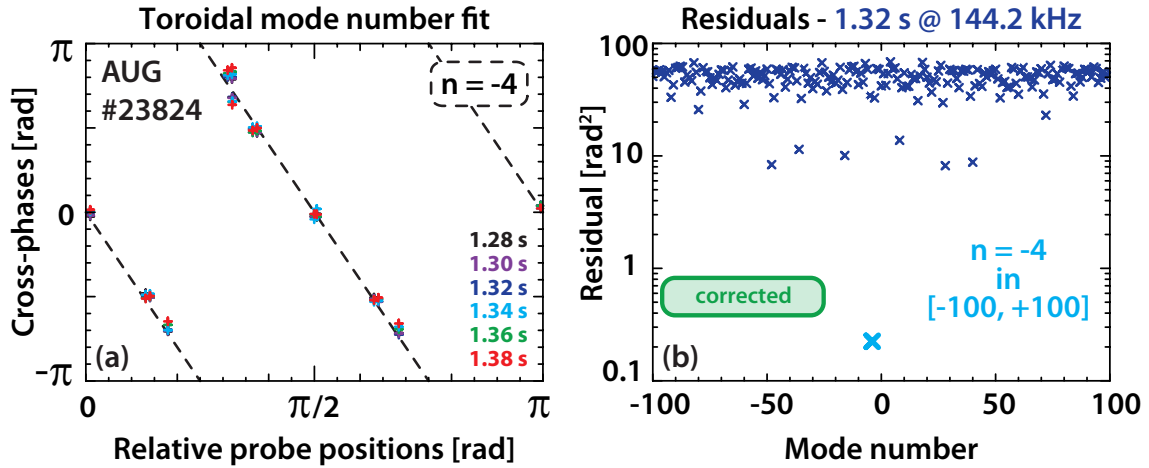 Toroidal mode number fit
Cross-phases [rad]
π
0
-π
AUG
#23824
n = -4
1.28 s
1.30 s
1.32 s
1.34 s
1.36 s
1.38 s
(a)
0
π/2
π
Relative probe positions [rad]
Residuals - 1.32 s @ 144.2 kHz
Residual [rad²]
100
10
1
0.1
corrected
n = -4
in
[-100, +100]
(b)
-100
-50
0
50
100
Mode number